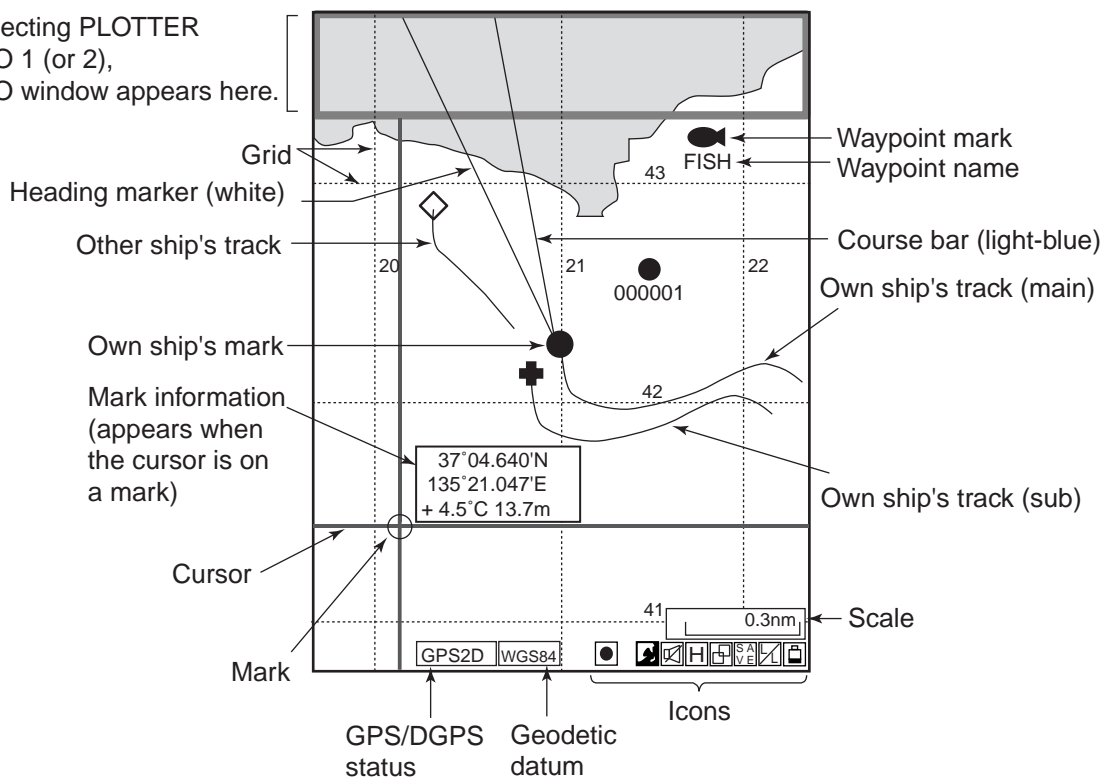 ecting PLOTTER
O 1 (or 2),
O window appears here.
Grid
Heading marker (white)
Other ship's track
Own ship's mark
Mark information
(appears when
the cursor is on
a mark)
Cursor
Mark
GPS/DGPS
status
Geodetic
datum
Icons
Waypoint mark
Waypoint name
Course bar (light-blue)
Own ship's track (main)
Own ship's track (sub)
Scale
FISH
43
20
21
22
000001
42
37°04.640'N
135°21.047'E
+ 4.5°C 13.7m
41
0.3nm
GPS2D
WGS84
H
S A
V E
L/L